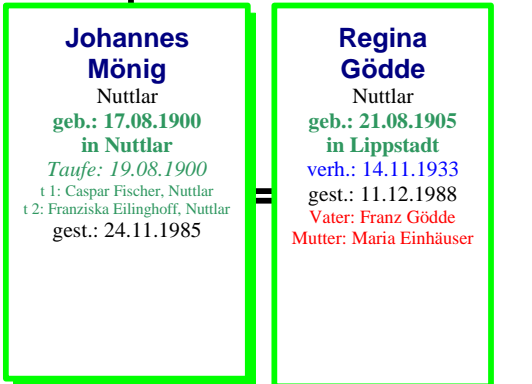 Johannes
Mönig
Nuttlar
geb.: 17.08.1900
in Nuttlar
Taufe: 19.08.1900
t 1: Caspar Fischer, Nuttlar
t 2: Franziska Eilinghoff, Nuttlar
gest.: 24.11.1985
=
Regina
Gödde
Nuttlar
geb.: 21.08.1905
in Lippstadt
verh.: 14.11.1933
gest.: 11.12.1988
Vater: Franz Gödde
Mutter: Maria Einhäuser